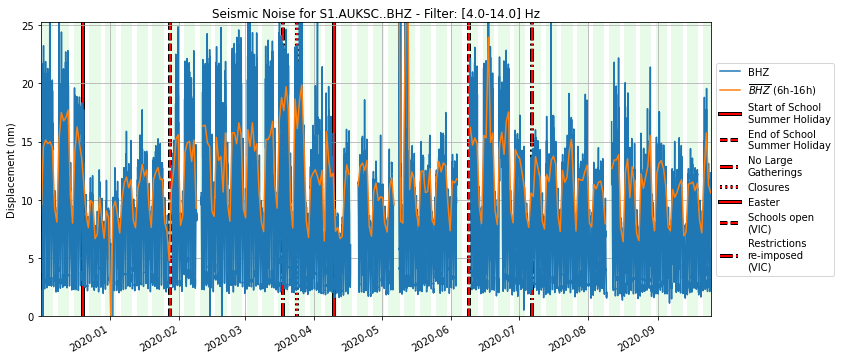 Seismic Noise for S1.AUKSC..BHZ - Filter: [4.0-14.0] Hz
Displacement (nm)
25
20
15
10
5
0
2020-01
2020-02
2020-03
2020-04
2020-05
2020-06
2020-07
2020-08
2020-09
BHZ
BHZ (6h-16h)
Start of School
Summer Holiday
End of School
Summer Holiday
No Large
Gatherings
Closures
Easter
Schools open
(VIC)
Restrictions
re-imposed
(VIC)